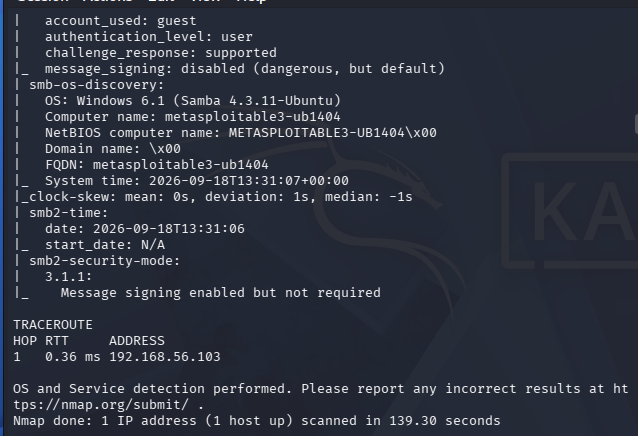 |   account_used: guest
|   authentication_level: user
|   challenge_response: supported
|_  message_signing: disabled (dangerous, but default)
| smb-os-discovery:
|   OS: Windows 6.1 (Samba 4.3.11-Ubuntu)
|   Computer name: metasploitable3-ub1404
|   NetBIOS computer name: METASPLOITABLE3-UB1404\x00
|   Domain name: \x00
|   FQDN: metasploitable3-ub1404
|_  System time: 2026-09-18T13:31:07+00:00
|_clock-skew: mean: 0s, deviation: 1s, median: -1s
| smb2-time:
|   date: 2026-09-18T13:31:06
|_  start_date: N/A
| smb2-security-mode:
|   3.1.1:
|_    Message signing enabled but not required
KA
TRACEROUTE
HOP RTT     ADDRESS
1   0.36 ms 192.168.56.103
OS and Service detection performed. Please report any incorrect results at ht
tps://nmap.org/submit/ .
Nmap done: 1 IP address (1 host up) scanned in 139.30 seconds